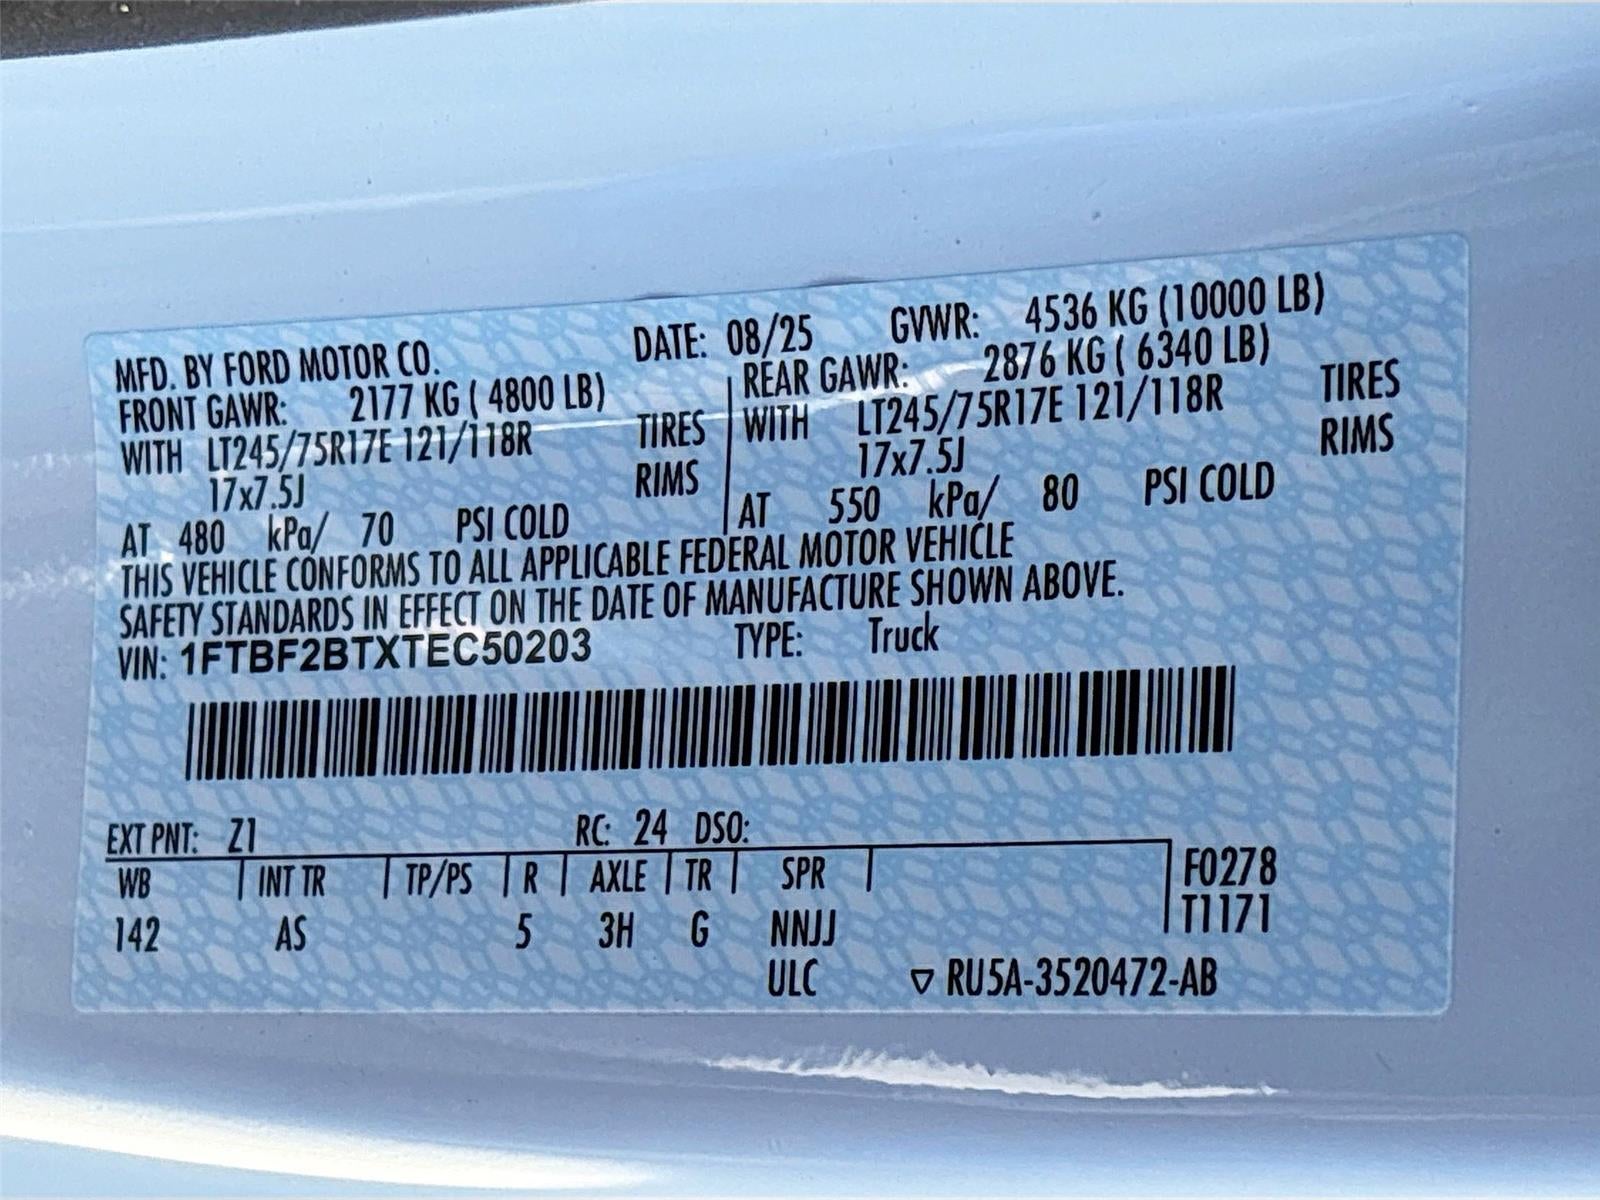 MFD. BY FORD MOTOR CO. DATE: 08/25 GVWR: 4536 KG (10000 LB)
FRONT GAWR: 2177 KG ( 4800 LB) REAR GAWR: 2876 KG ( 6340 LB)
WITH LT245/75R17E 121/118R TIRES WITH LT245/75R17E 121/118R TIRES
17x7.5J RIMS 17x7.5J RIMS
AT 480 kPa/ 70 PSI COLD AT 550 kPa/ 80 PSI COLD
THIS VEHICLE CONFORMS TO ALL APPLICABLE FEDERAL MOTOR VEHICLE
SAFETY STANDARDS IN EFFECT ON THE DATE OF MANUFACTURE SHOWN ABOVE.
VIN: 1FTBF2BTXTEC50203 TYPE: Truck
EXT PNT: Z1 RC: 24 DSO:
WB INT TR TP/PS R AXLE TR SPR F0278
142 AS 5 3H G NNJJ T1171
ULC ▽ RU5A-3520472-AB